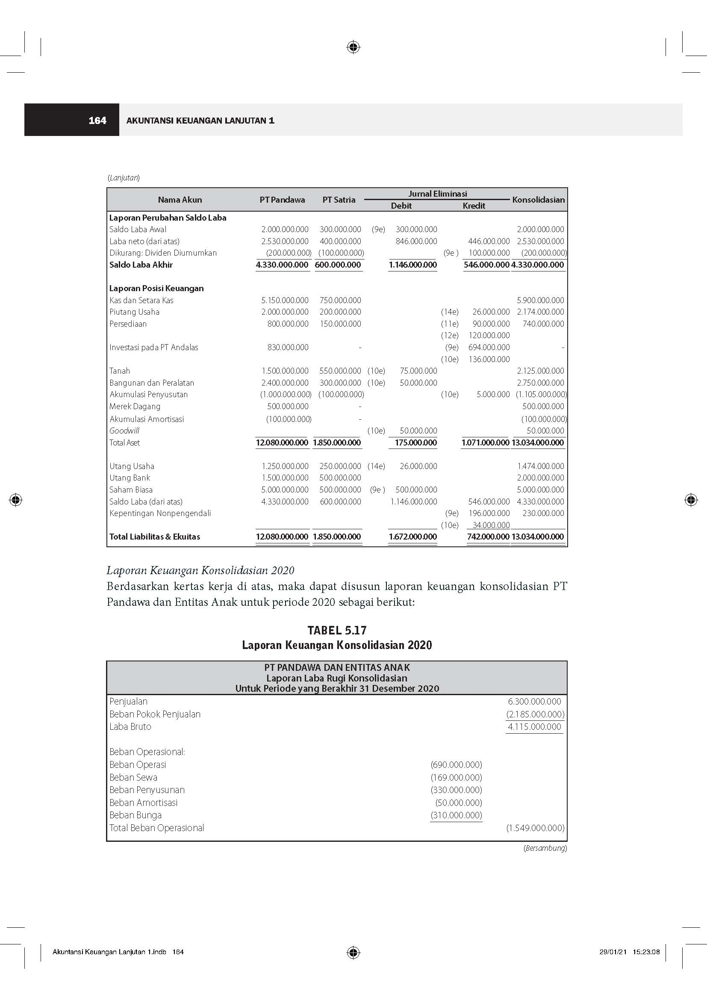 164 AKUNTANSI KEUANGAN LANJUTAN 1
(Lanjutan)
Nama Akun PT Pandawa PT Satria Jurnal Eliminasi Konsolidasian
Debit Kredit
Laporan Perubahan Saldo Laba
Saldo Laba Awal 2.000.000.000 300.000.000 (9e) 300.000.000 2.000.000.000
Laba neto (dari atas) 2.530.000.000 400.000.000 846.000.000 446.000.000 2.530.000.000
Dikurang: Dividen Diumumkan (200.000.000) (100.000.000) (9e ) 100.000.000 (200.000.000)
Saldo Laba Akhir 4.330.000.000 600.000.000 1.146.000.000 546.000.000 4.330.000.000
Laporan Posisi Keuangan
Kas dan Setara Kas 5.150.000.000 750.000.000 5.900.000.000
Piutang Usaha 2.000.000.000 200.000.000 (14e) 26.000.000 2.174.000.000
Persediaan 800.000.000 150.000.000 (11e) 90.000.000 740.000.000
(12e) 120.000.000
Investasi pada PT Andalas 830.000.000 - (9e) 694.000.000 -
(10e) 136.000.000
Tanah 1.500.000.000 550.000.000 (10e) 75.000.000 2.125.000.000
Bangunan dan Peralatan 2.400.000.000 300.000.000 (10e) 50.000.000 2.750.000.000
Akumulasi Penyusutan (1.000.000.000) (100.000.000) (10e) 5.000.000 (1.105.000.000)
Merek Dagang 500.000.000 - 500.000.000
Akumulasi Amortisasi (100.000.000) - (100.000.000)
Goodwill (10e) 50.000.000 50.000.000
Total Aset 12.080.000.000 1.850.000.000 175.000.000 1.071.000.000 13.034.000.000
Utang Usaha 1.250.000.000 250.000.000 (14e) 26.000.000 1.474.000.000
Utang Bank 1.500.000.000 500.000.000 2.000.000.000
Saham Biasa 5.000.000.000 500.000.000 (9e ) 500.000.000 5.000.000.000
Saldo Laba (dari atas) 4.330.000.000 600.000.000 1.146.000.000 546.000.000 4.330.000.000
Kepentingan Nonpengendali (9e) 196.000.000 230.000.000
(10e) 34.000.000
Total Liabilitas & Ekuitas 12.080.000.000 1.850.000.000 1.672.000.000 742.000.000 13.034.000.000
Laporan Keuangan Konsolidasian 2020
Berdasarkan kertas kerja di atas, maka dapat disusun laporan keuangan konsolidasian PT
Pandawa dan Entitas Anak untuk periode 2020 sebagai berikut:
TABEL 5.17
Laporan Keuangan Konsolidasian 2020
PT PANDAWA DAN ENTITAS ANAK
Laporan Laba Rugi Konsolidasian
Untuk Periode yang Berakhir 31 Desember 2020
Penjualan 6.300.000.000
Beban Pokok Penjualan (2.185.000.000)
Laba Bruto 4.115.000.000
Beban Operasional:
Beban Operasi (690.000.000)
Beban Sewa (169.000.000)
Beban Penyusunan (330.000.000)
Beban Amortisasi (50.000.000)
Beban Bunga (310.000.000)
Total Beban Operasional (1.549.000.000)
(Bersambung)
Akuntansi Keuangan Lanjutan 1.indb 164 29/01/21 15:23:08